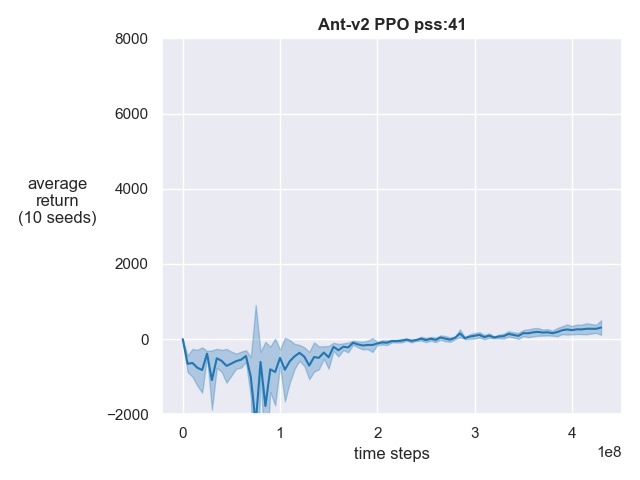 Ant-v2 PPO pss:41
8000
6000
4000
2000
0
−2000
average
return
(10 seeds)
0 1 2 3 4
1e8
time steps